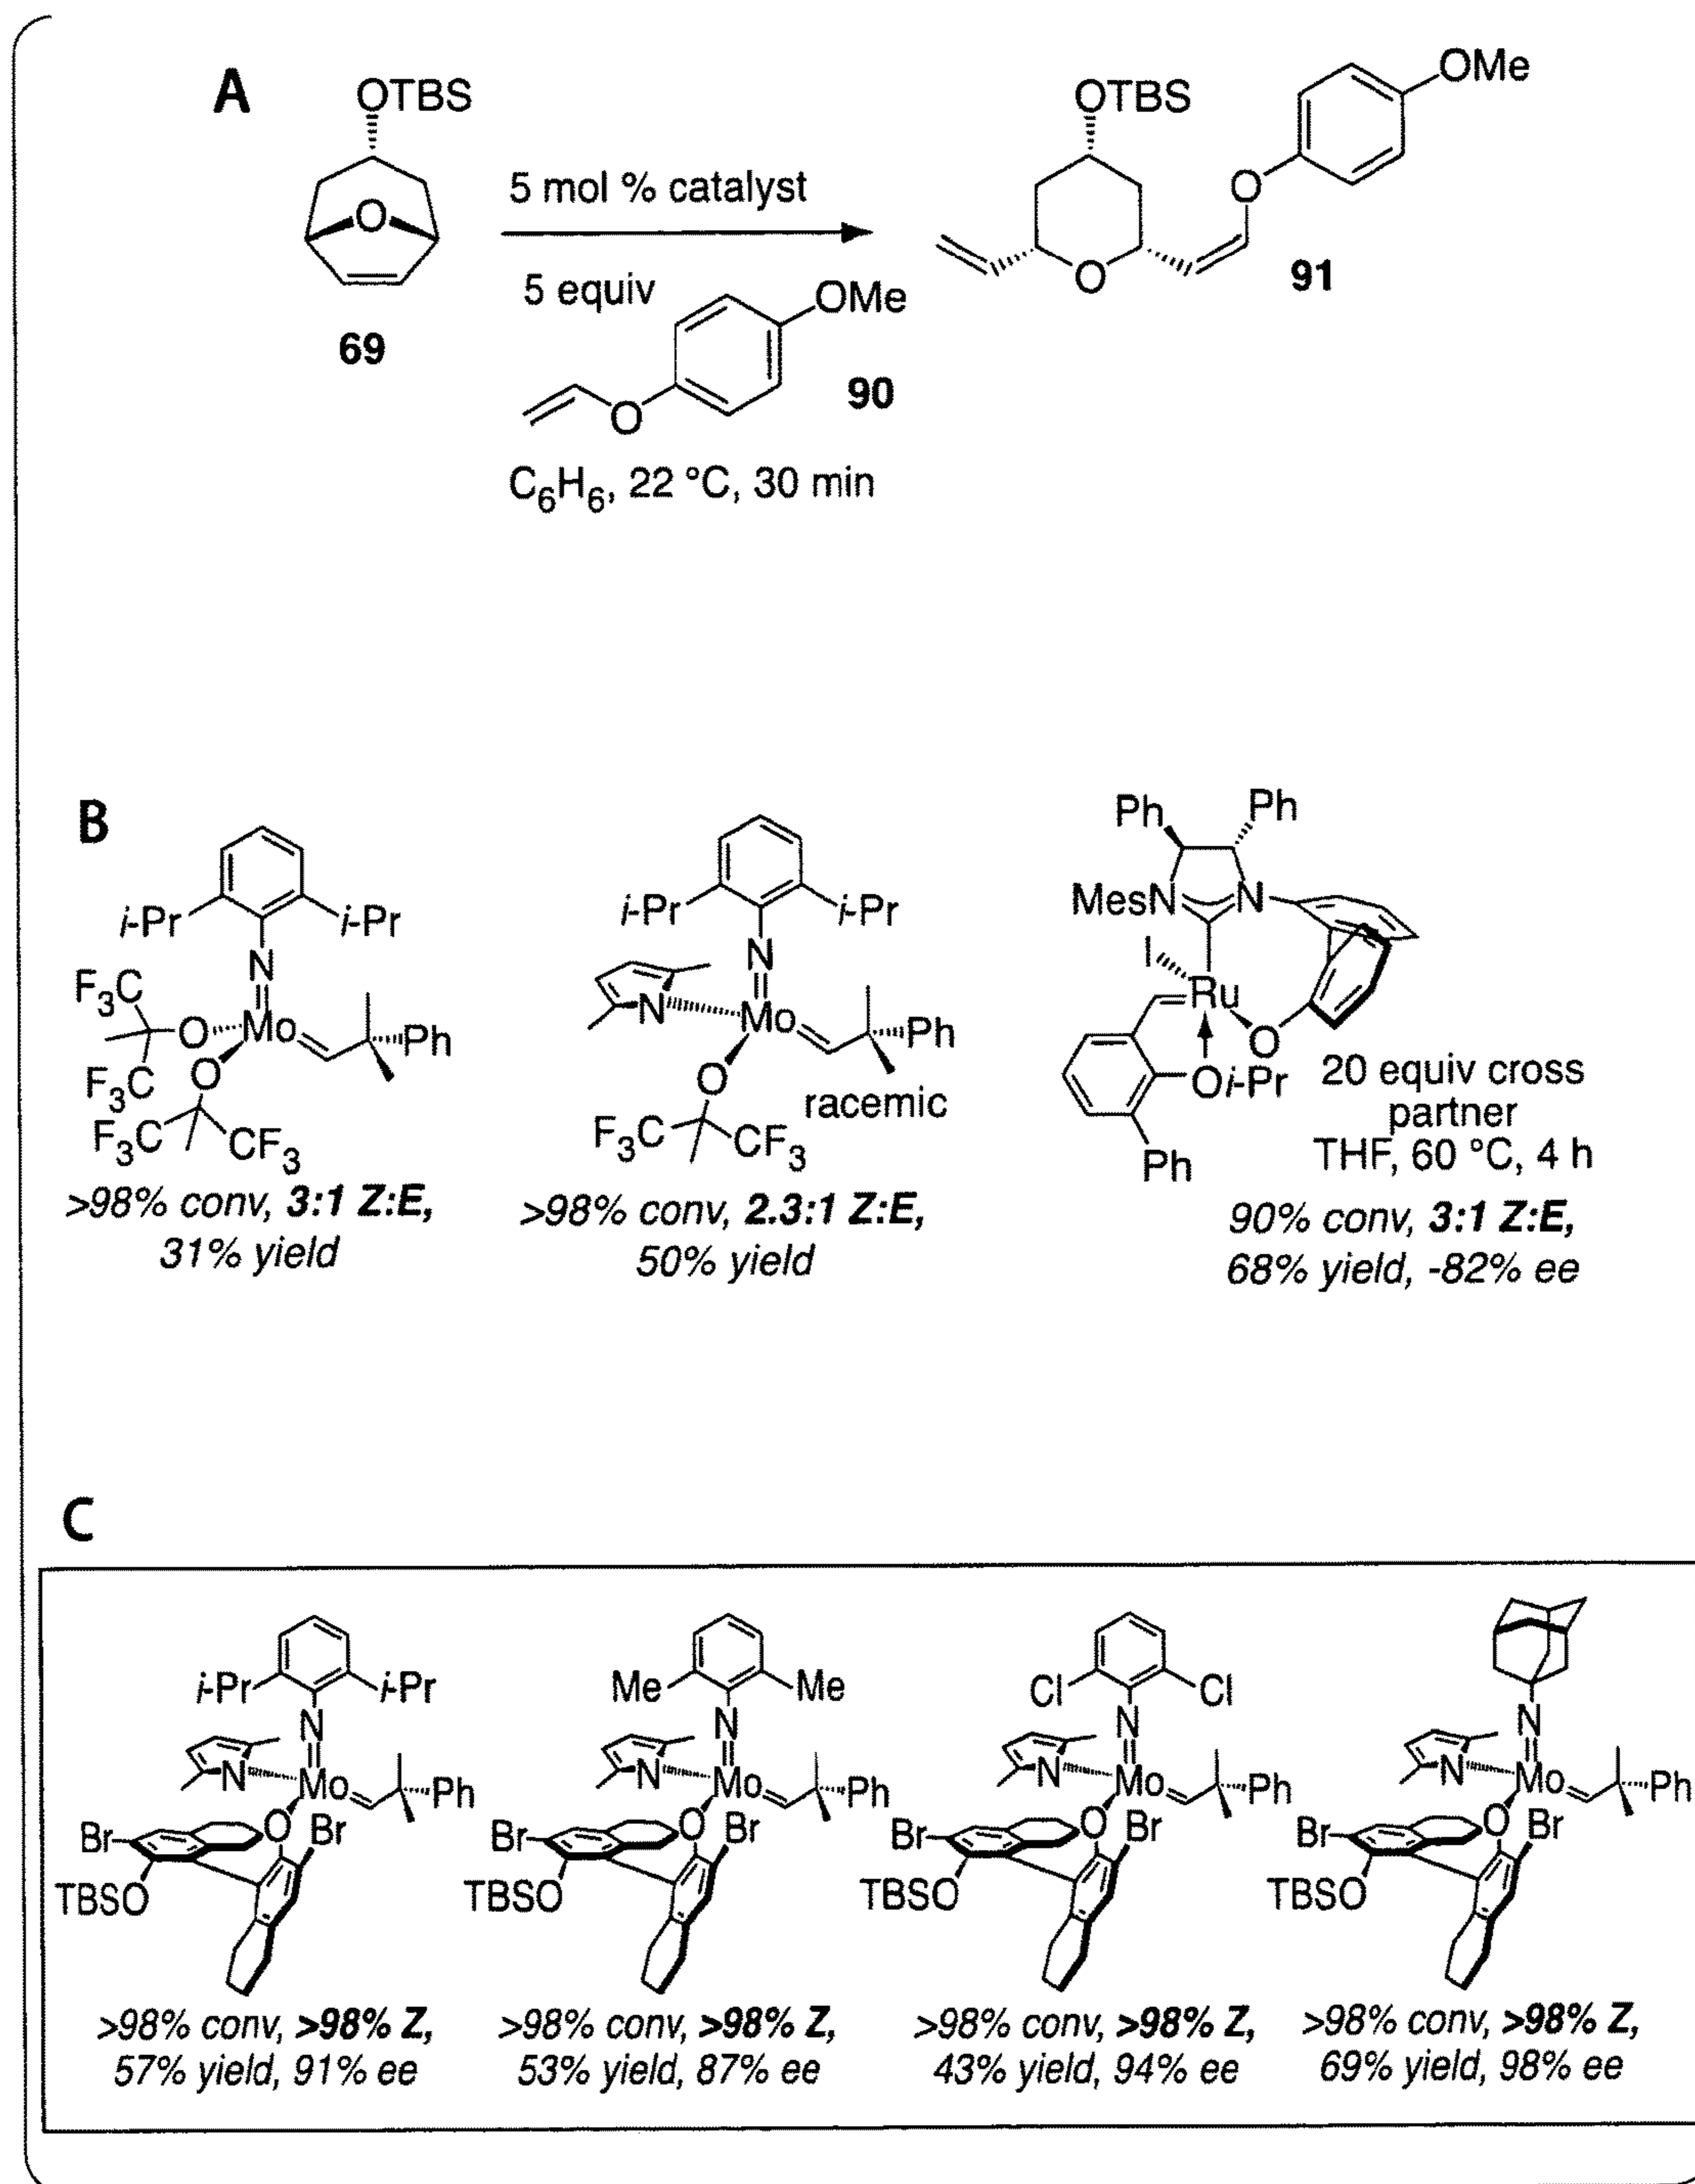 A
OTBS
O
69
5 mol % catalyst
5 equiv
OMe
O
90
C6H6, 22 °C, 30 min
OTBS
O
O
OMe
91
B
i-Pr
i-Pr
N
F3C
O
Mo
Ph
F3C
O
F3C
CF3
>98% conv, 3:1 Z:E,
31% yield
i-Pr
i-Pr
N
N
Mo
Ph
O
racemic
F3C
CF3
>98% conv, 2.3:1 Z:E,
50% yield
Ph
Ph
MesN
N
I
Ru
O
Oi-Pr
Ph
20 equiv cross
partner
THF, 60 °C, 4 h
90% conv, 3:1 Z:E,
68% yield, -82% ee
C
i-Pr
i-Pr
N
N
Mo
Ph
Br
O
Br
TBSO
>98% conv, >98% Z,
57% yield, 91% ee
Me
Me
N
N
Mo
Ph
Br
O
Br
TBSO
>98% conv, >98% Z,
53% yield, 87% ee
Cl
Cl
N
N
Mo
Ph
Br
O
Br
TBSO
>98% conv, >98% Z,
43% yield, 94% ee
N
N
Mo
Ph
Br
O
Br
TBSO
>98% conv, >98% Z,
69% yield, 98% ee